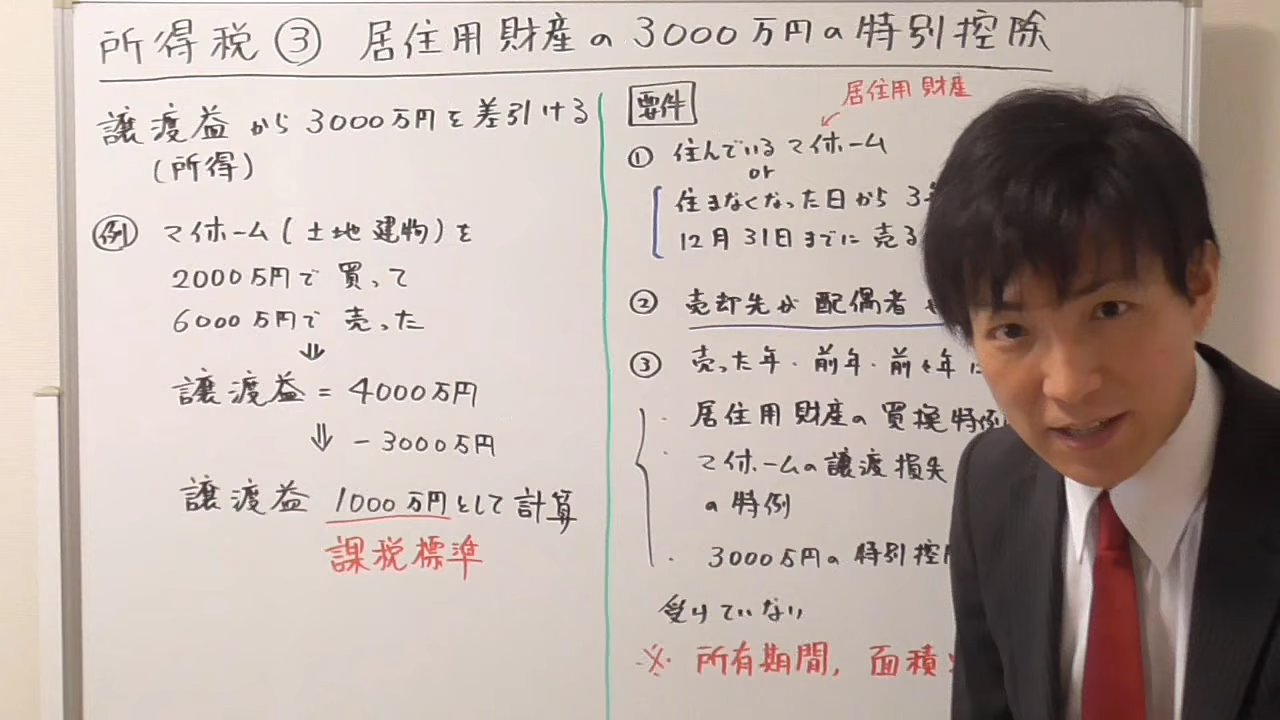 所得税③ 居住用財産の3000万円の特別控除
譲渡益から3000万円を差引ける
(所得)
例 マイホーム(土地建物)を
2000万円で買って
6000万円で売った
⇓
譲渡益=4000万円
⇓ -3000万円
譲渡益 1000万円として計算
課税標準
要件
居住用財産
① 住んでいるマイホーム
or
住まなくなった日から3
12月31日までに売る
② 売却先が配偶者
③ 売った年・前年・前々年に
・居住用財産の買換特例
・マイホームの譲渡損失
の特例
・3000万円の特別控
受けていない
※所有期間,面積